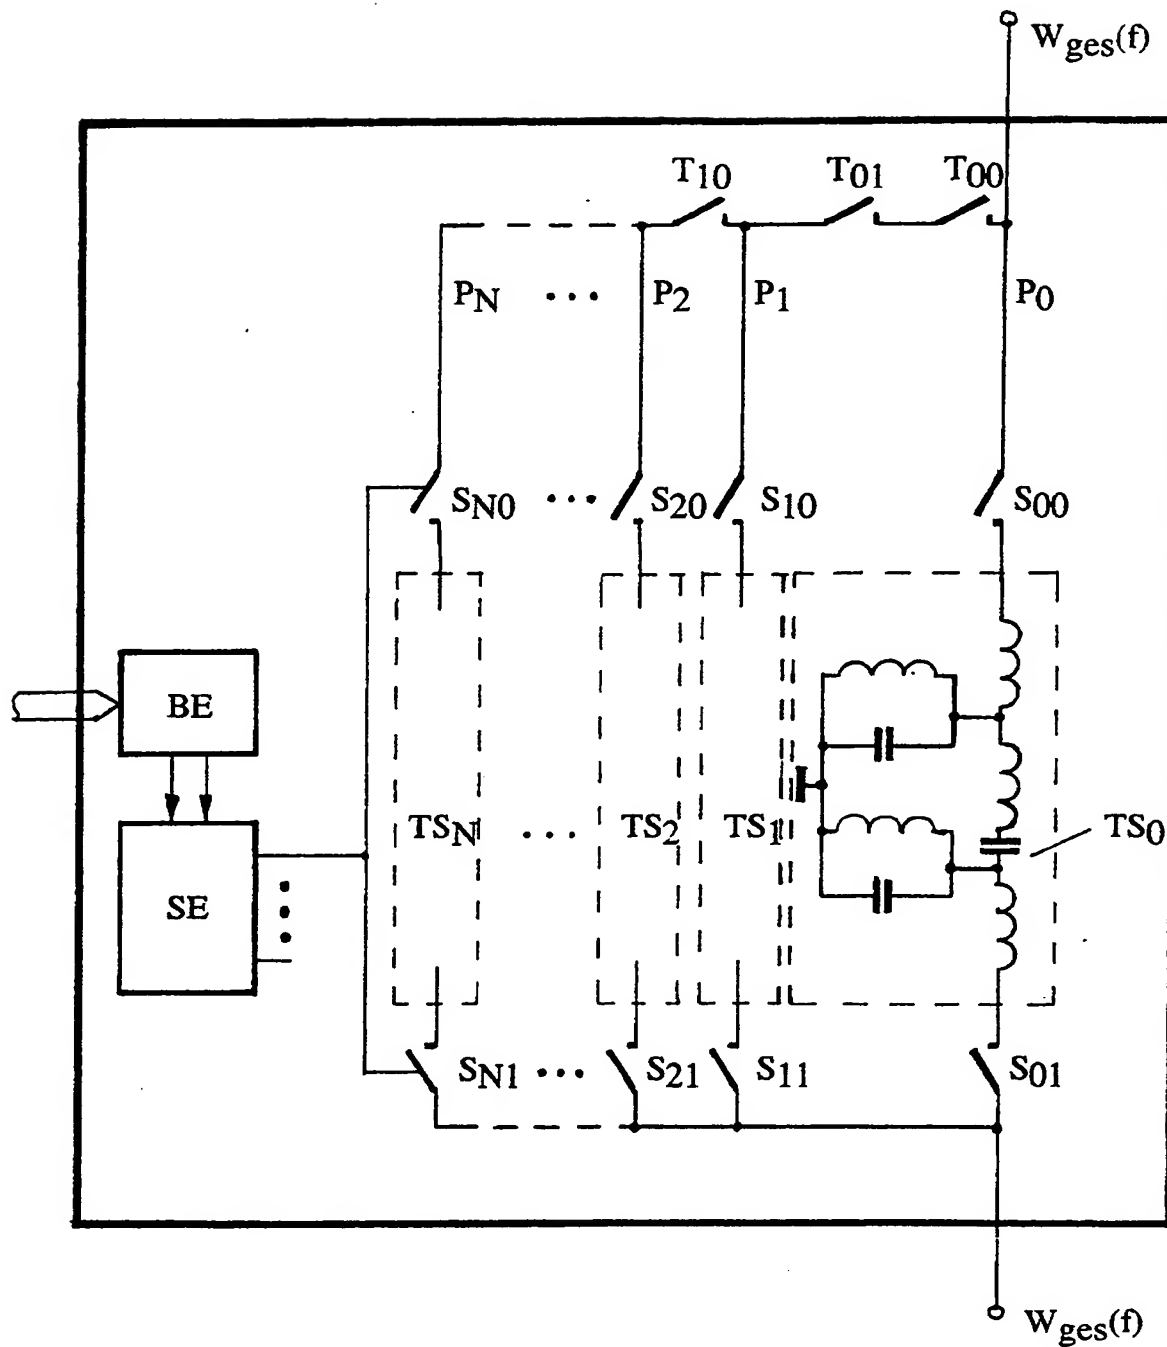 Wges(f)
T10 T01 T00
PN ... P2 P1 P0
SN0 ... S20 S10 S00
BE
TSN ... TS2 TS1 TS0
SE
SN1 ... S21 S11 S01
Wges(f)